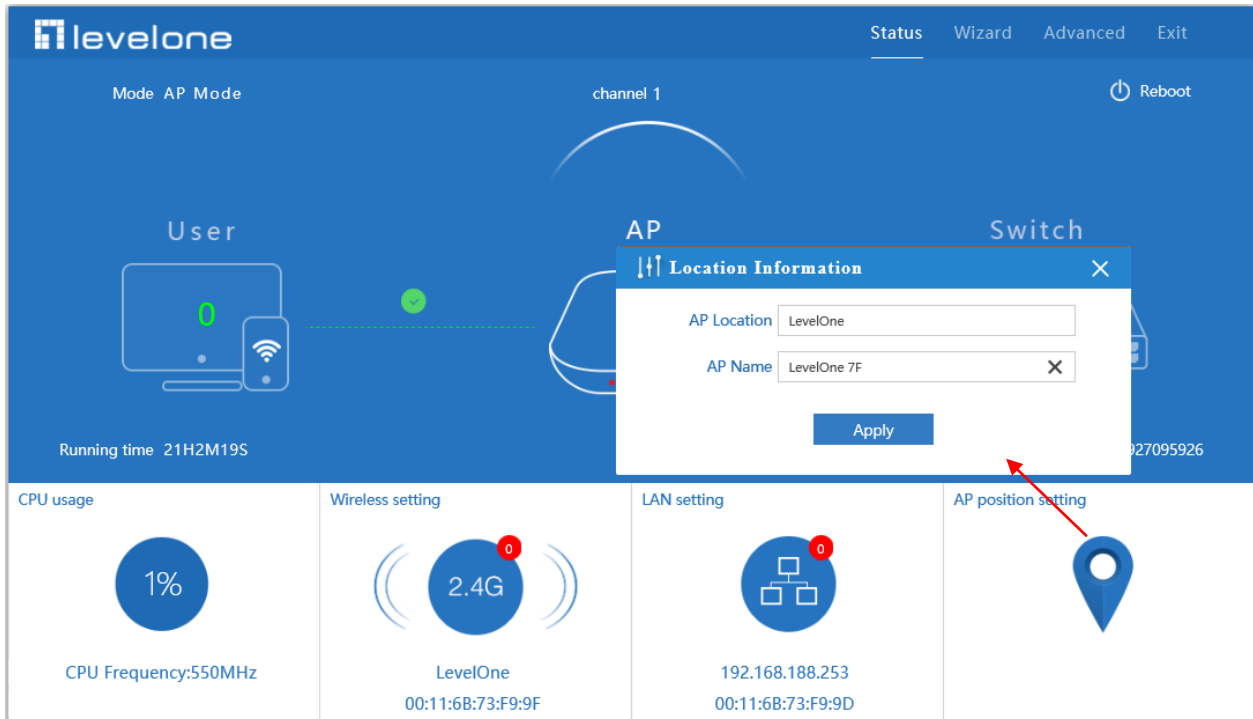 levelone
Status Wizard Advanced Exit
Mode AP Mode
channel 1
Reboot
User
AP
Switch
Location Information
0
AP Location LevelOne
AP Name LevelOne 7F
Apply
Running time 21H2M19S
927095926
CPU usage
Wireless setting
LAN setting
AP position setting
0
0
1%
2.4G
CPU Frequency:550MHz
LevelOne
192.168.188.253
00:11:6B:73:F9:9F
00:11:6B:73:F9:9D